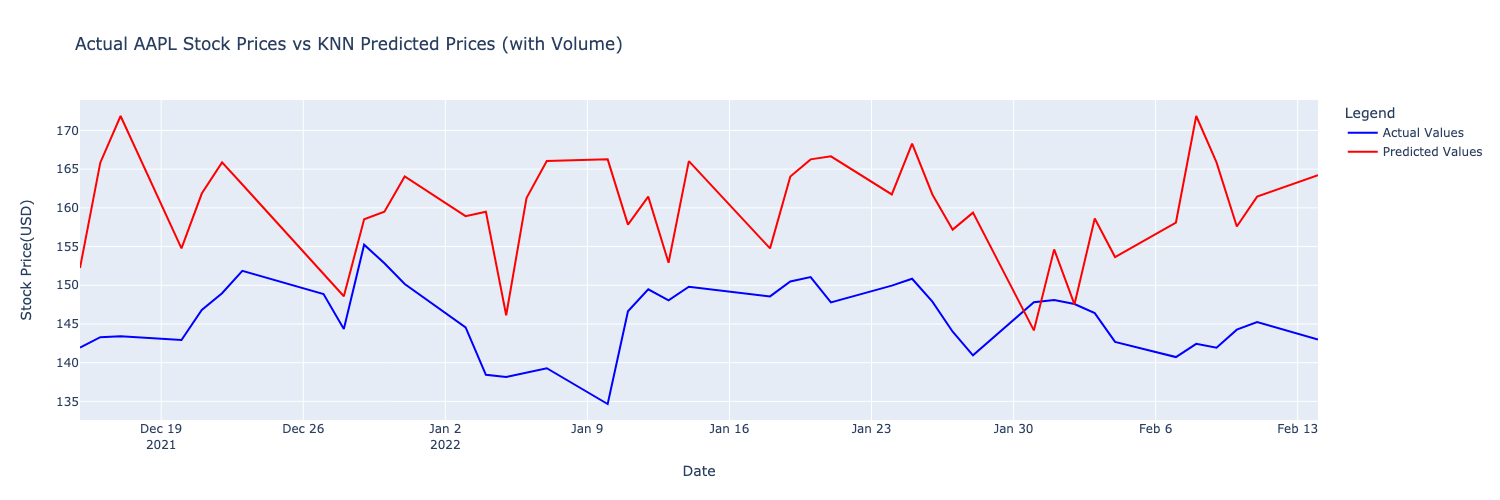 Actual AAPL Stock Prices vs KNN Predicted Prices (with Volume)
Legend
Actual Values
Predicted Values
Stock Price(USD)
170
165
160
155
150
145
140
135
Dec 19
2021
Dec 26
Jan 2
2022
Jan 9
Jan 16
Jan 23
Jan 30
Feb 6
Feb 13
Date